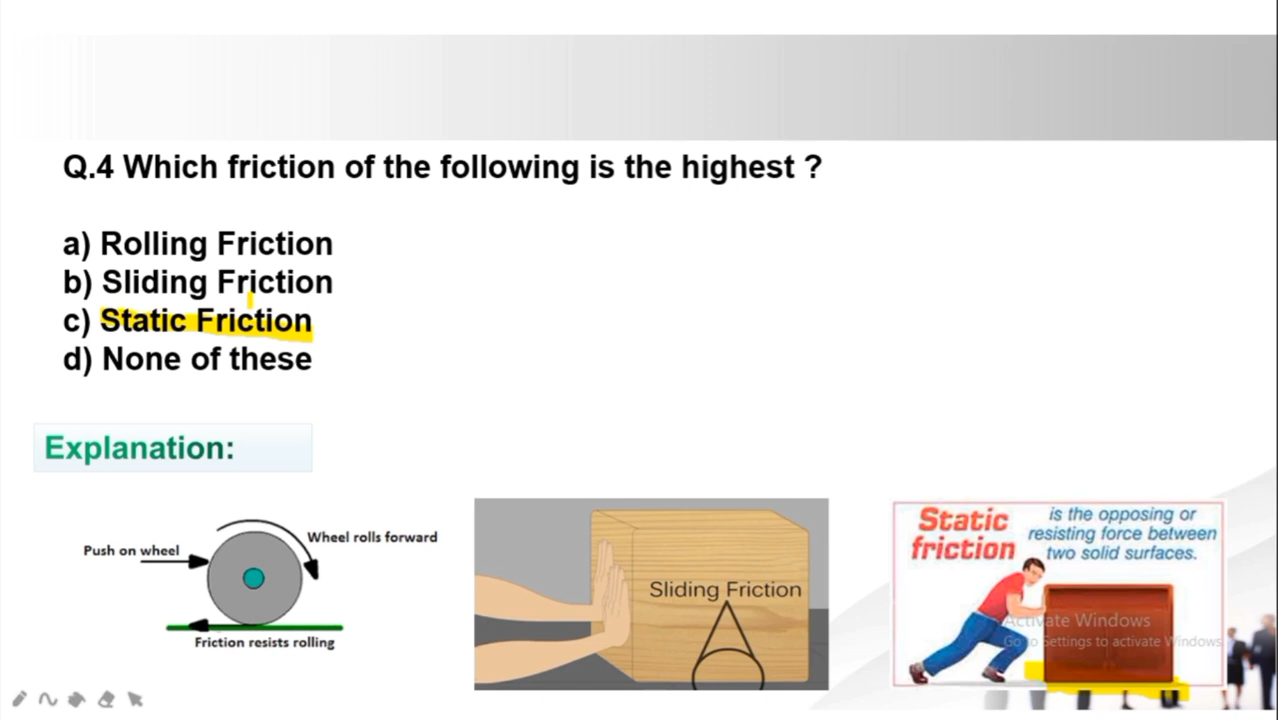 Q.4 Which friction of the following is the highest ?
a) Rolling Friction
b) Sliding Friction
c) Static Friction
d) None of these
Explanation:
Push on wheel
Wheel rolls forward
Friction resists rolling
Sliding Friction
Static
friction
is the opposing or
resisting force between
two solid surfaces.
Activate Windows
Go to Settings to activate Windows.